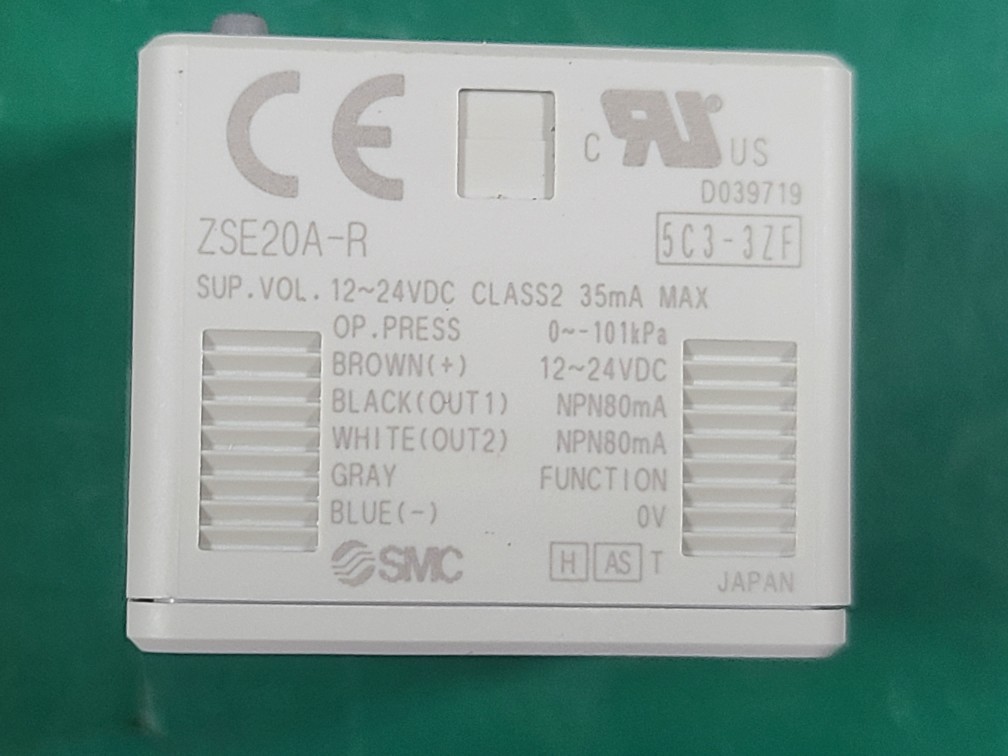 CE
C UR® US
D039719
ZSE20A-R
5C3-3ZF
SUP.VOL. 12~24VDC CLASS2 35mA MAX
OP.PRESS 0~-101kPa
BROWN(+) 12~24VDC
BLACK(OUT1) NPN80mA
WHITE(OUT2) NPN80mA
GRAY FUNCTION
BLUE(-) 0V
SMC H AS T
JAPAN